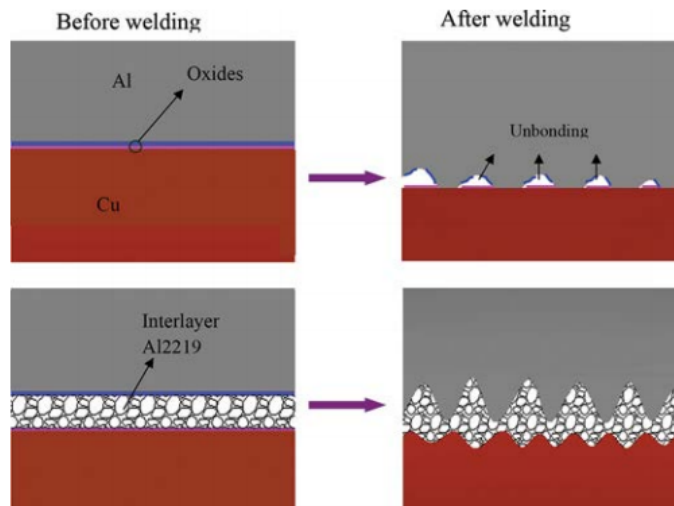 Before welding
After welding
Al
Oxides
Cu
Unbonding
Interlayer
Al2219